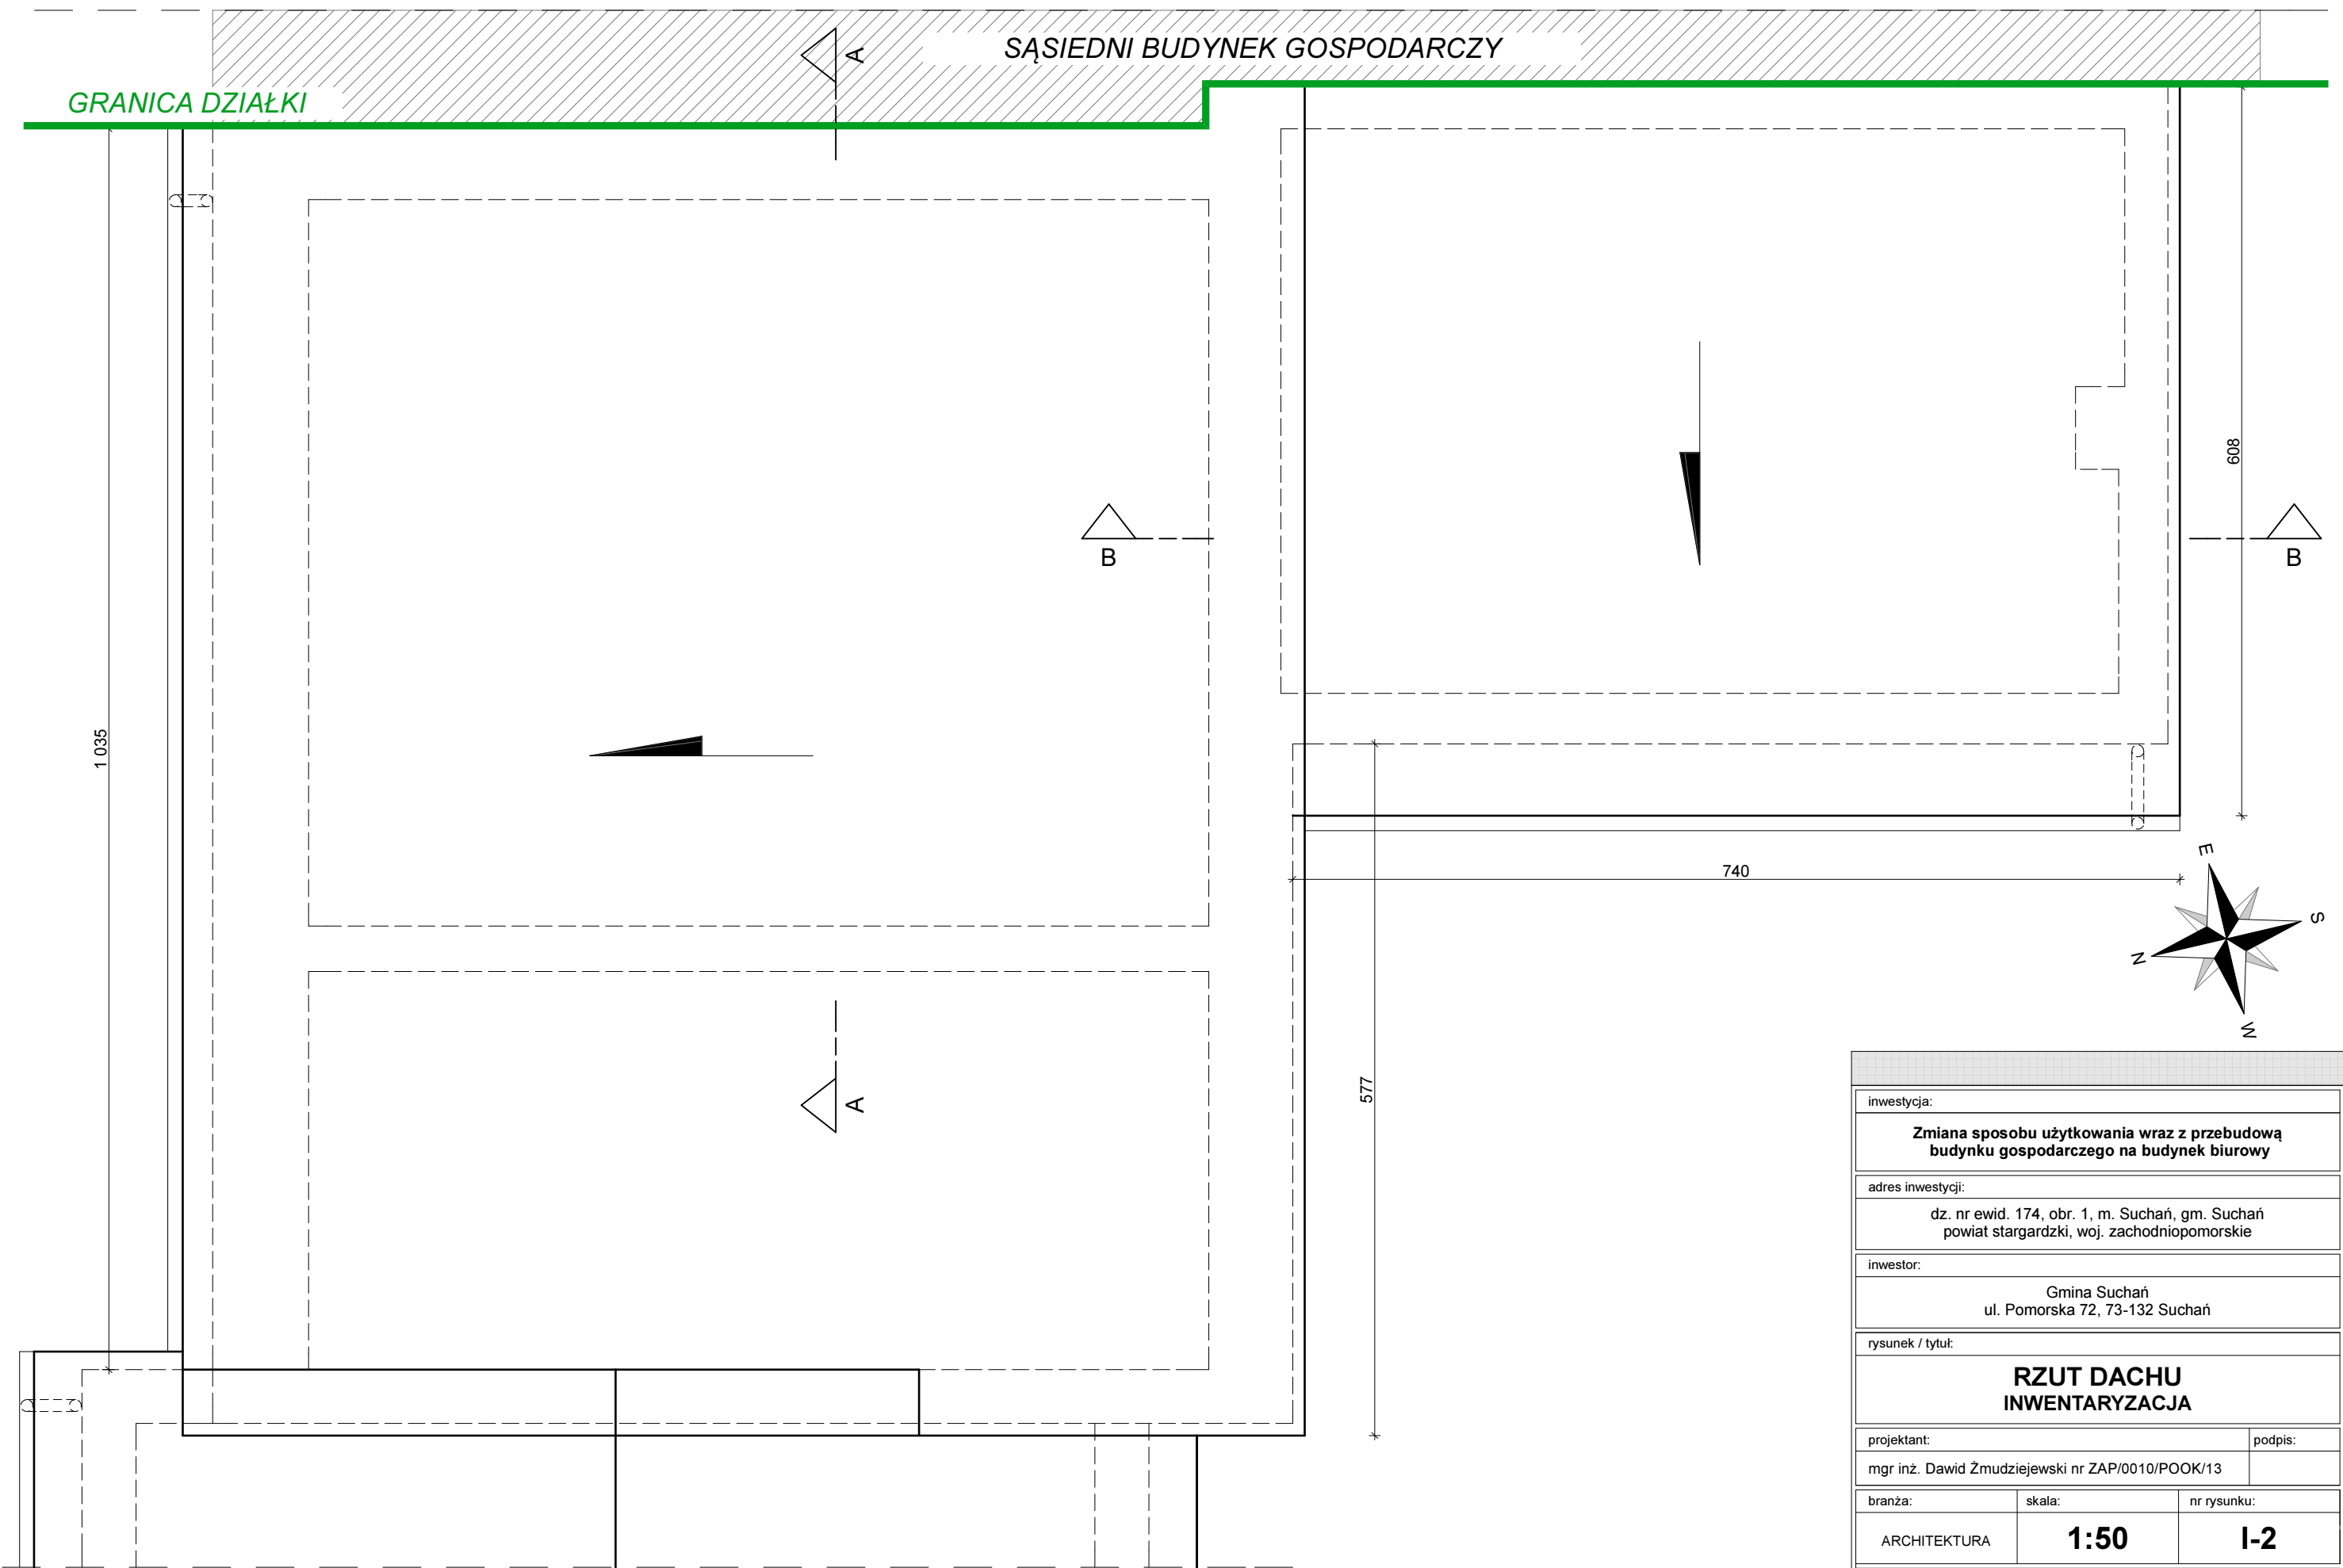 SĄSIEDNI BUDYNEK GOSPODARCZY
A
GRANICA DZIAŁKI
608
B
B
1 035
740
E
S
N
W
A
577
inwestycja:
Zmiana sposobu użytkowania wraz z przebudową
budynku gospodarczego na budynek biurowy
adres inwestycji:
dz. nr ewid. 174, obr. 1, m. Suchań, gm. Suchań
powiat stargardzki, woj. zachodniopomorskie
inwestor:
Gmina Suchań
ul. Pomorska 72, 73-132 Suchań
rysunek / tytuł:
RZUT DACHU
INWENTARYZACJA
projektant: podpis:
mgr inż. Dawid Żmudziejewski nr ZAP/0010/POOK/13
branża: skala: nr rysunku:
ARCHITEKTURA 1:50 I-2